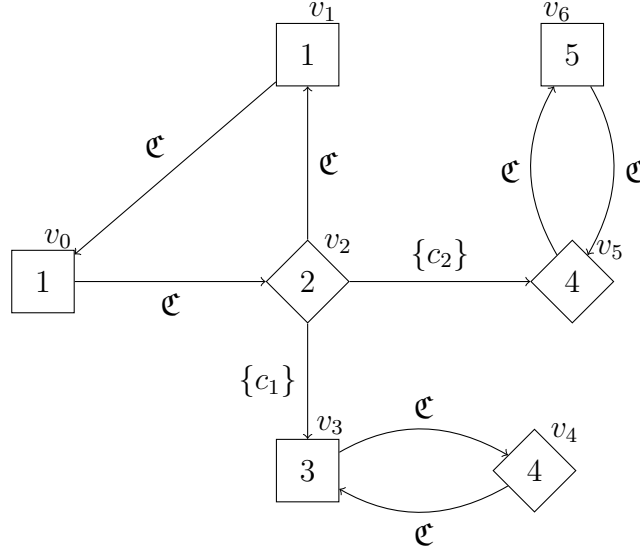 v₁
v₆
1
5
ℭ
ℭ
ℭ
ℭ
v₀
v₂
{c₂}
v₅
1
2
4
ℭ
{c₁}
v₃
ℭ
v₄
3
4
ℭ